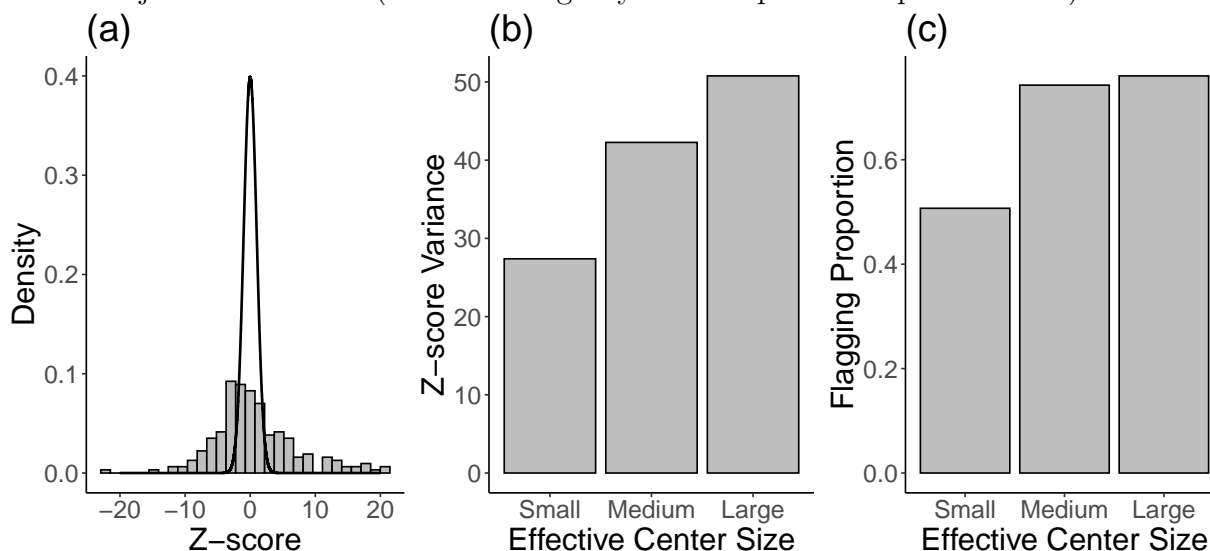 (a)
(b)
(c)
Density
0.4
0.3
0.2
0.1
0.0
−20 −10 0 10 20
Z−score
Z−score Variance
50
40
30
20
10
0
Small Medium Large
Effective Center Size
Flagging Proportion
0.6
0.4
0.2
0.0
Small Medium Large
Effective Center Size